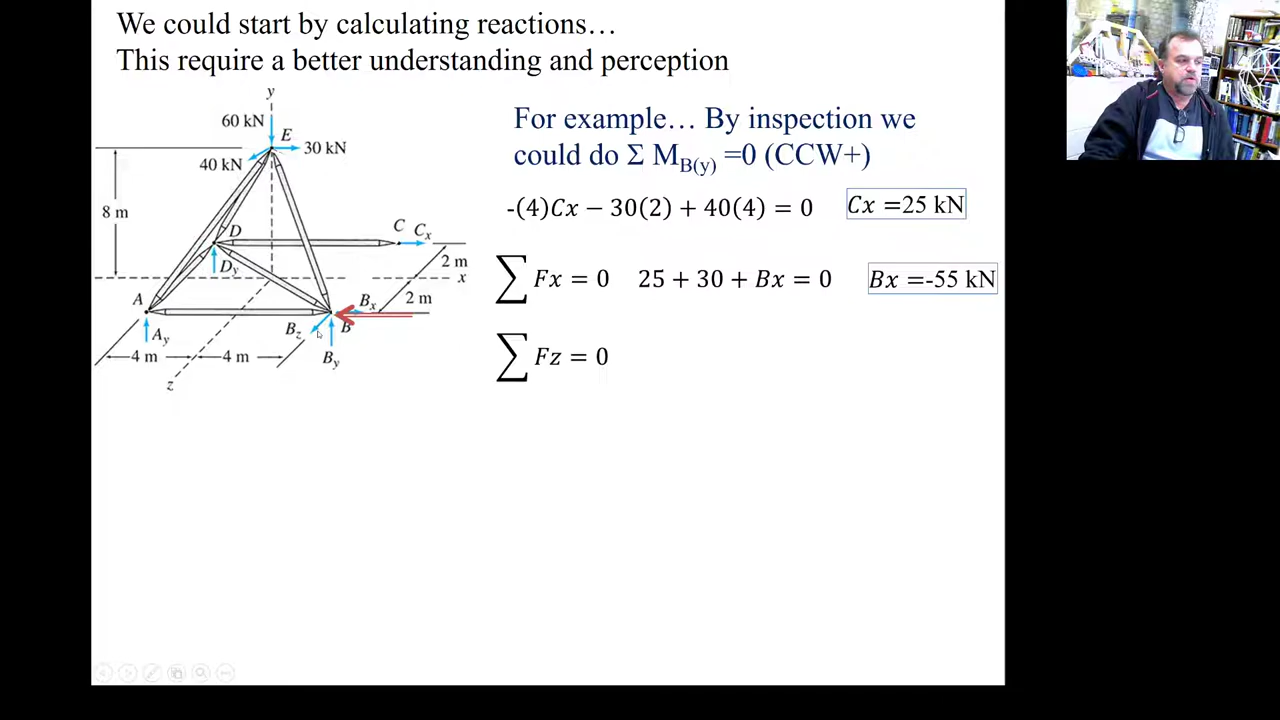 We could start by calculating reactions…
This require a better understanding and perception
y
60 kN
E
30 kN
40 kN
8 m
D
C
Cx
2 m
x
Dy
2 m
A
Bx
Bz
B
Ay
4 m
4 m
By
z
For example… By inspection we
could do Σ MB(y) =0 (CCW+)
-(4)Cx − 30(2) + 40(4) = 0
Cx =25 kN
∑ Fx = 0 25 + 30 + Bx = 0
Bx =-55 kN
∑ Fz = 0